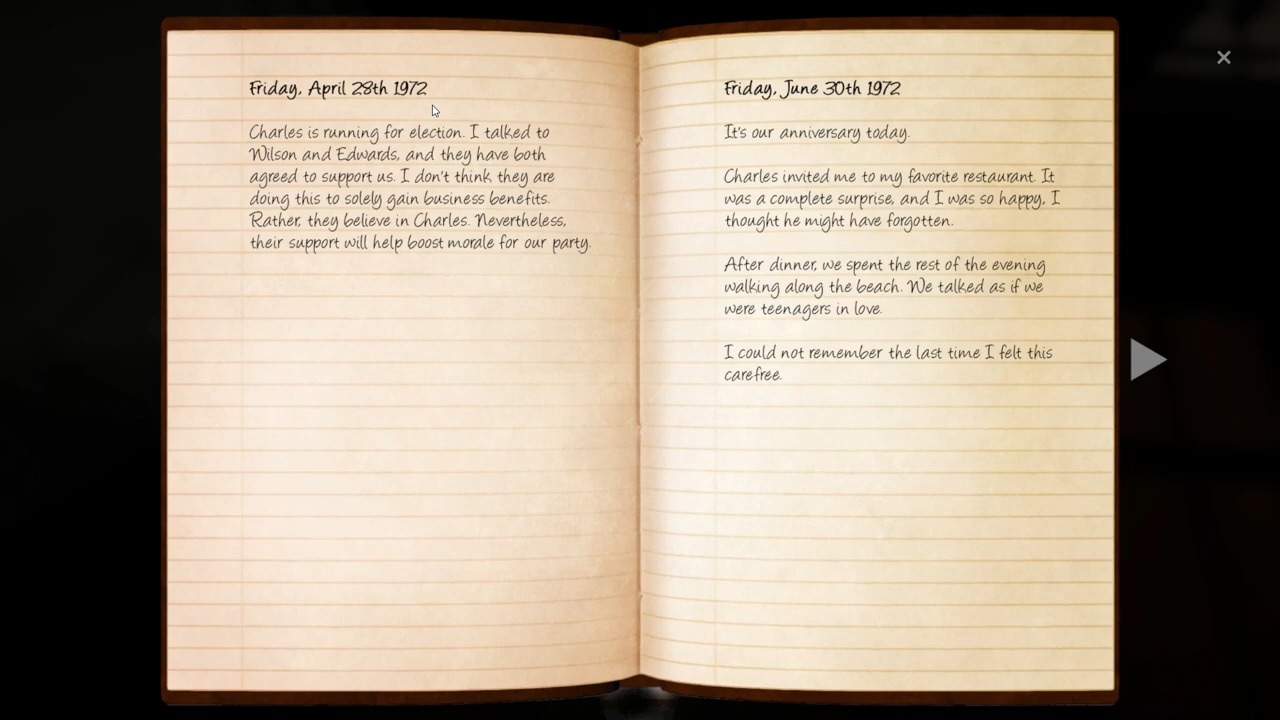 Friday, April 28th 1972
Charles is running for election. I talked to
Wilson and Edwards, and they have both
agreed to support us. I don't think they are
doing this to solely gain business benefits.
Rather, they believe in Charles. Nevertheless,
their support will help boost morale for our party.
Friday, June 30th 1972
It's our anniversary today.
Charles invited me to my favorite restaurant. It
was a complete surprise, and I was so happy, I
thought he might have forgotten.
After dinner, we spent the rest of the evening
walking along the beach. We talked as if we
were teenagers in love.
I could not remember the last time I felt this
carefree.